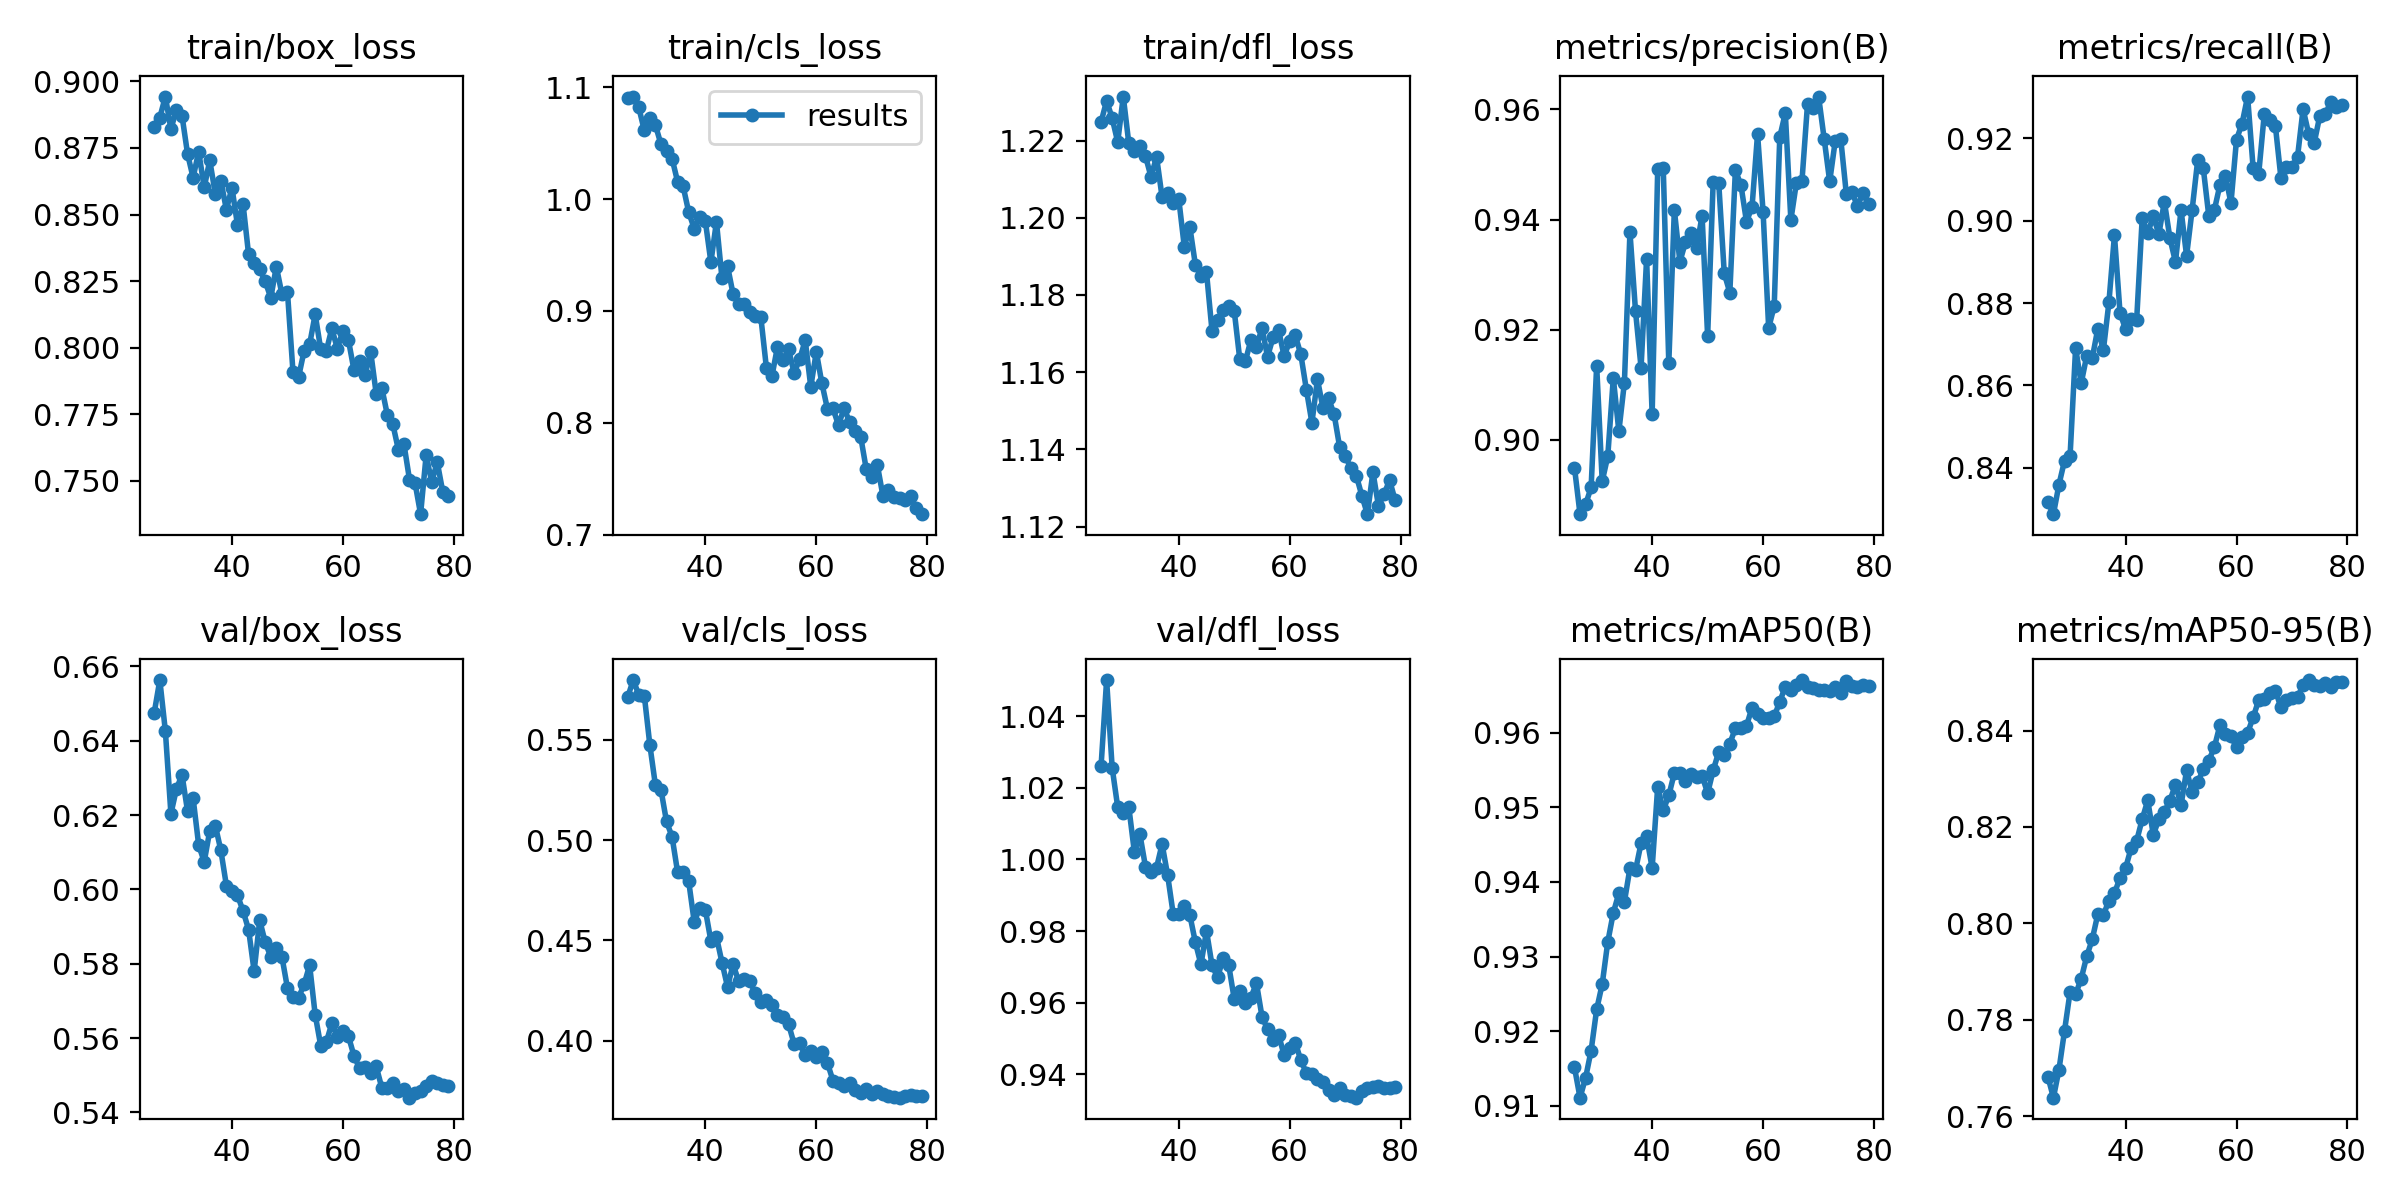 train/box_loss
0.900
0.875
0.850
0.825
0.800
0.775
0.750
40 60 80
train/cls_loss
results
1.1
1.0
0.9
0.8
0.7
40 60 80
train/dfl_loss
1.22
1.20
1.18
1.16
1.14
1.12
40 60 80
metrics/precision(B)
0.96
0.94
0.92
0.90
40 60 80
metrics/recall(B)
0.92
0.90
0.88
0.86
0.84
40 60 80
val/box_loss
0.66
0.64
0.62
0.60
0.58
0.56
0.54
40 60 80
val/cls_loss
0.55
0.50
0.45
0.40
40 60 80
val/dfl_loss
1.04
1.02
1.00
0.98
0.96
0.94
40 60 80
metrics/mAP50(B)
0.96
0.95
0.94
0.93
0.92
0.91
40 60 80
metrics/mAP50-95(B)
0.84
0.82
0.80
0.78
0.76
40 60 80